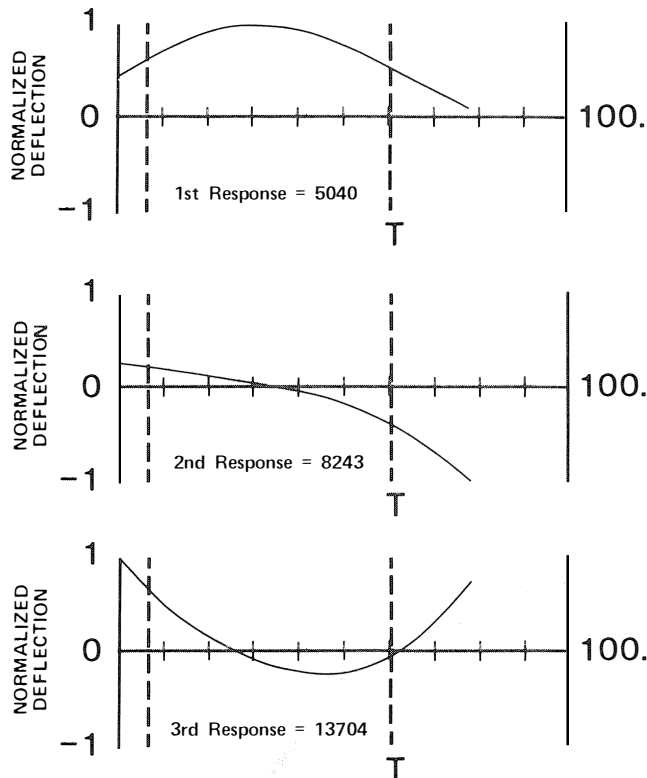 1
NORMALIZED
DEFLECTION
0
100.
1st Response = 5040
−1
T
1
NORMALIZED
DEFLECTION
0
100.
2nd Response = 8243
−1
T
1
NORMALIZED
DEFLECTION
0
100.
3rd Response = 13704
−1
T